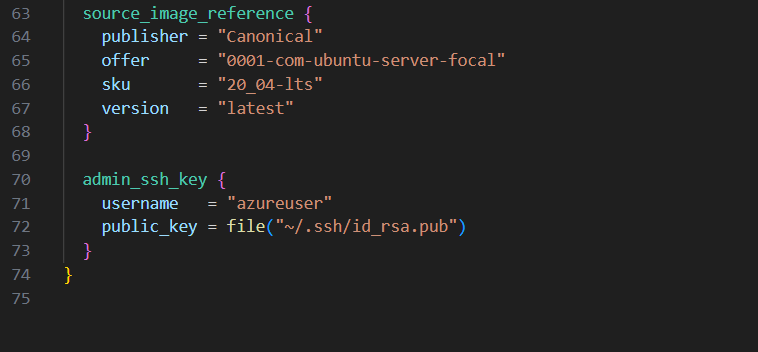 63 source_image_reference {
64 publisher = "Canonical"
65 offer     = "0001-com-ubuntu-server-focal"
66 sku       = "20_04-lts"
67 version   = "latest"
68 }
69
70 admin_ssh_key {
71 username   = "azureuser"
72 public_key = file("~/.ssh/id_rsa.pub")
73 }
74 }
75